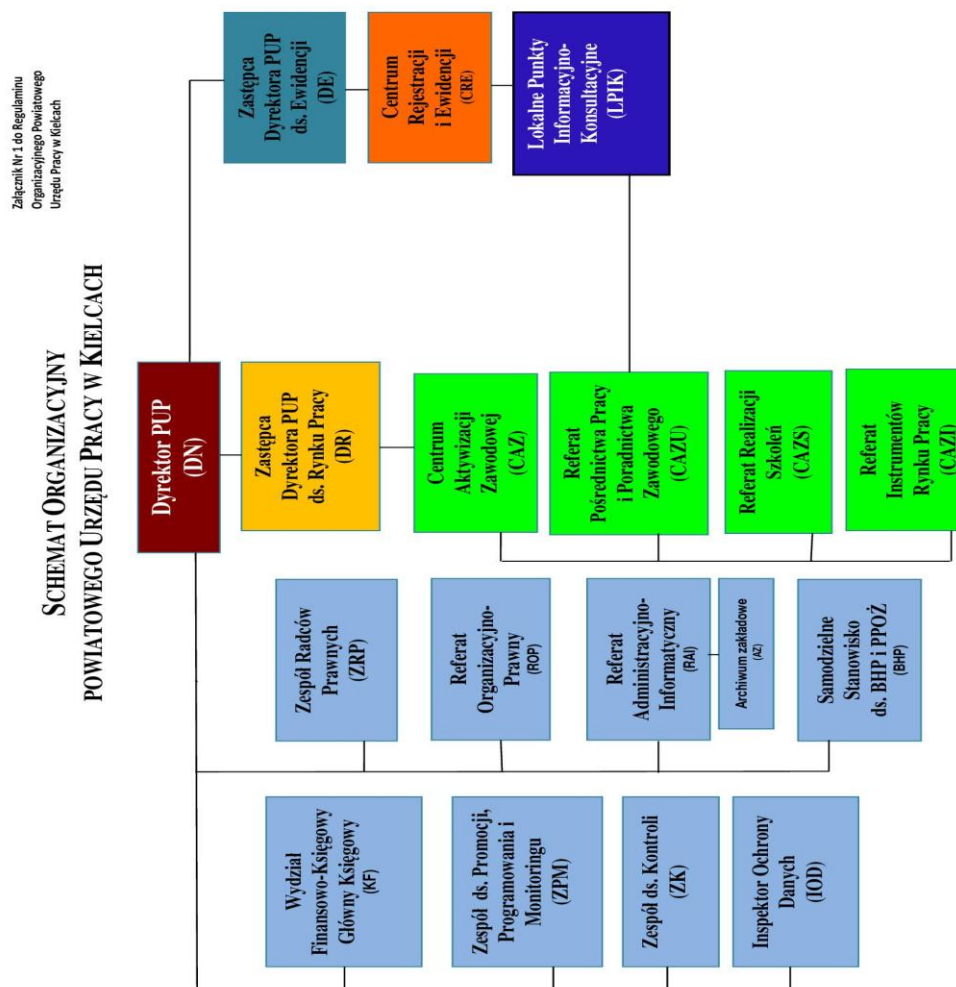 Załącznik Nr 1 do Regulaminu
Organizacyjnego Powiatowego
Urzędu Pracy w Kielcach
SCHEMAT ORGANIZACYJNY
POWIATOWEGO URZĘDU PRACY W KIELCACH
Dyrektor PUP
(DN)
Zastępca
Dyrektora PUP
ds. Ewidencji
(DE)
Centrum
Rejestracji
i Ewidencji
(CRE)
Lokalne Punkty
Informacyjno-
Konsultacyjne
(LPIK)
Zastępca
Dyrektora PUP
ds. Rynku Pracy
(DR)
Centrum
Aktywizacji
Zawodowej
(CAZ)
Referat
Pośrednictwa Pracy
i Poradnictwa
Zawodowego
(CAZU)
Referat Realizacji
Szkoleń
(CAZS)
Referat
Instrumentów
Rynku Pracy
(CAZI)
Zespół Radców
Prawnych
(ZRP)
Referat
Organizacyjno-
Prawny
(ROP)
Referat
Administracyjno-
Informatyczny
(RAI)
Archiwum zakładowe
(AZ)
Samodzielne
Stanowisko
ds. BHP i PPOŻ
(BHP)
Wydział
Finansowo-Księgowy
Główny Księgowy
(KF)
Zespół ds. Promocji,
Programowania i
Monitoringu
(ZPM)
Zespół ds. Kontroli
(ZK)
Inspektor Ochrony
Danych
(IOD)